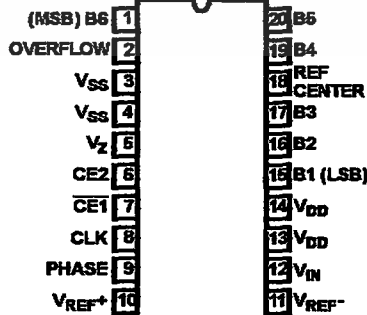 (MSB) B6 1 20 B5
OVERFLOW 2 19 B4
VSS 3 18 REF CENTER
VSS 4 17 B3
VZ 5 16 B2
CE2 6 15 B1 (LSB)
CE1 7 14 VDD
CLK 8 13 VDD
PHASE 9 12 VIN
VREF+ 10 11 VREF-